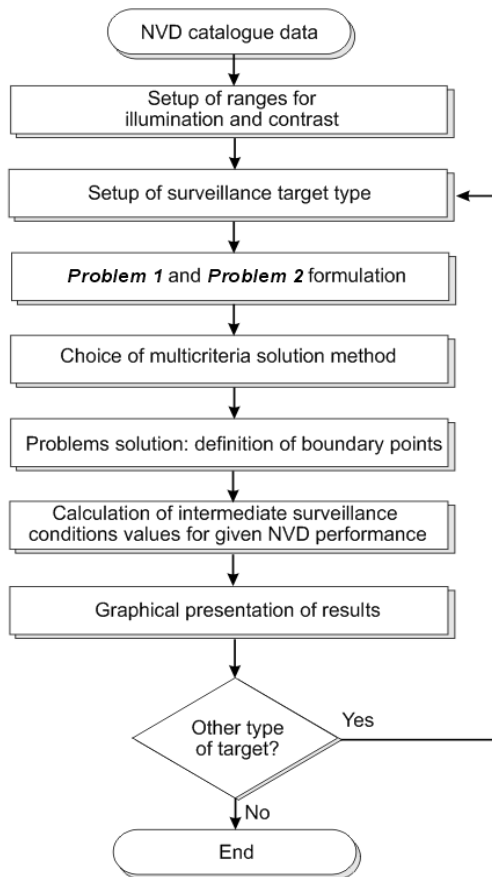 NVD catalogue data
Setup of ranges for
illumination and contrast
Setup of surveillance target type
Problem 1 and Problem 2 formulation
Choice of multicriteria solution method
Problems solution: definition of boundary points
Calculation of intermediate surveillance
conditions values for given NVD performance
Graphical presentation of results
Other type
of target?
Yes
No
End